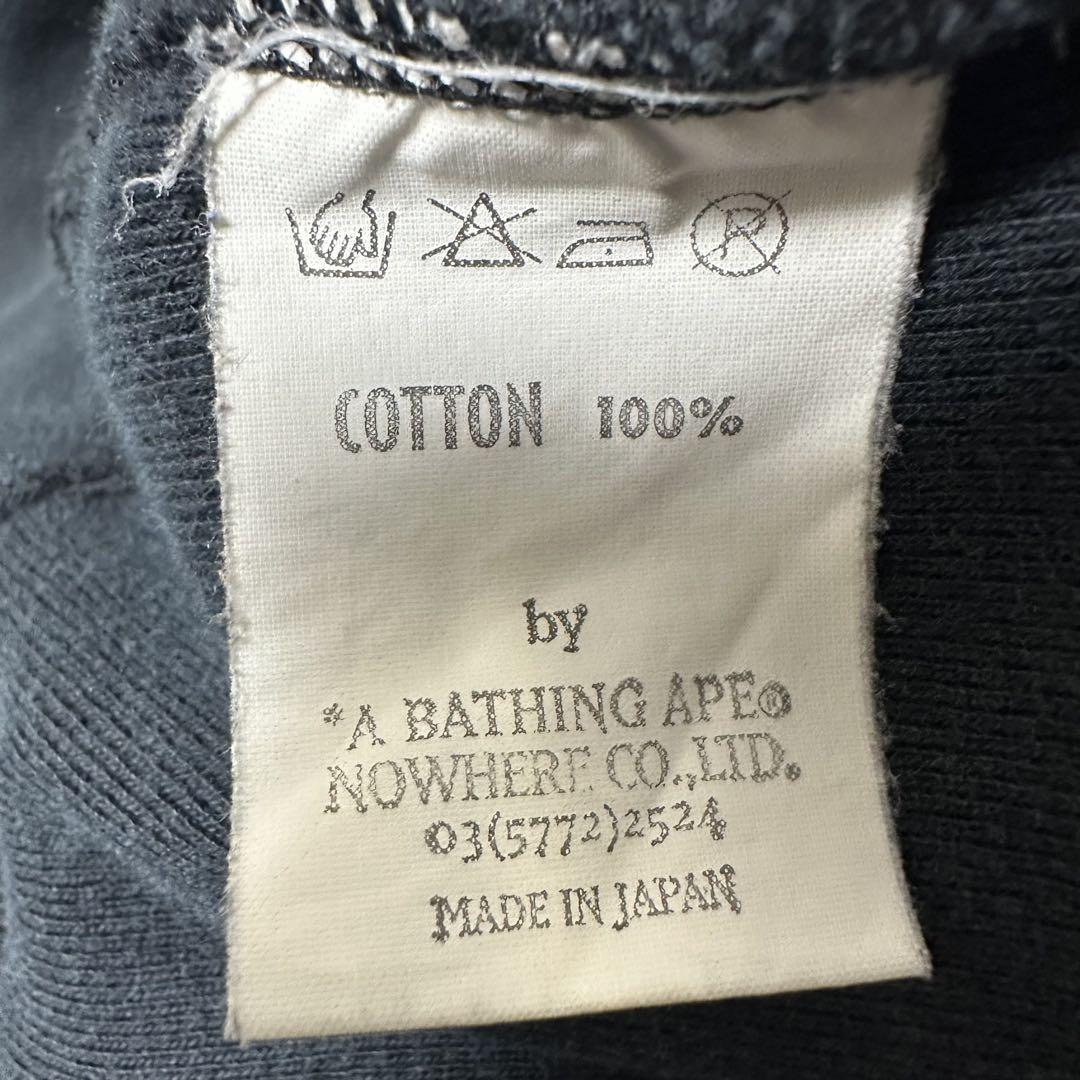 P
COTTON 100%
by
*A BATHING APE®
NOWHERE CO.,LTD.
03(5772)2524
MADE IN JAPAN